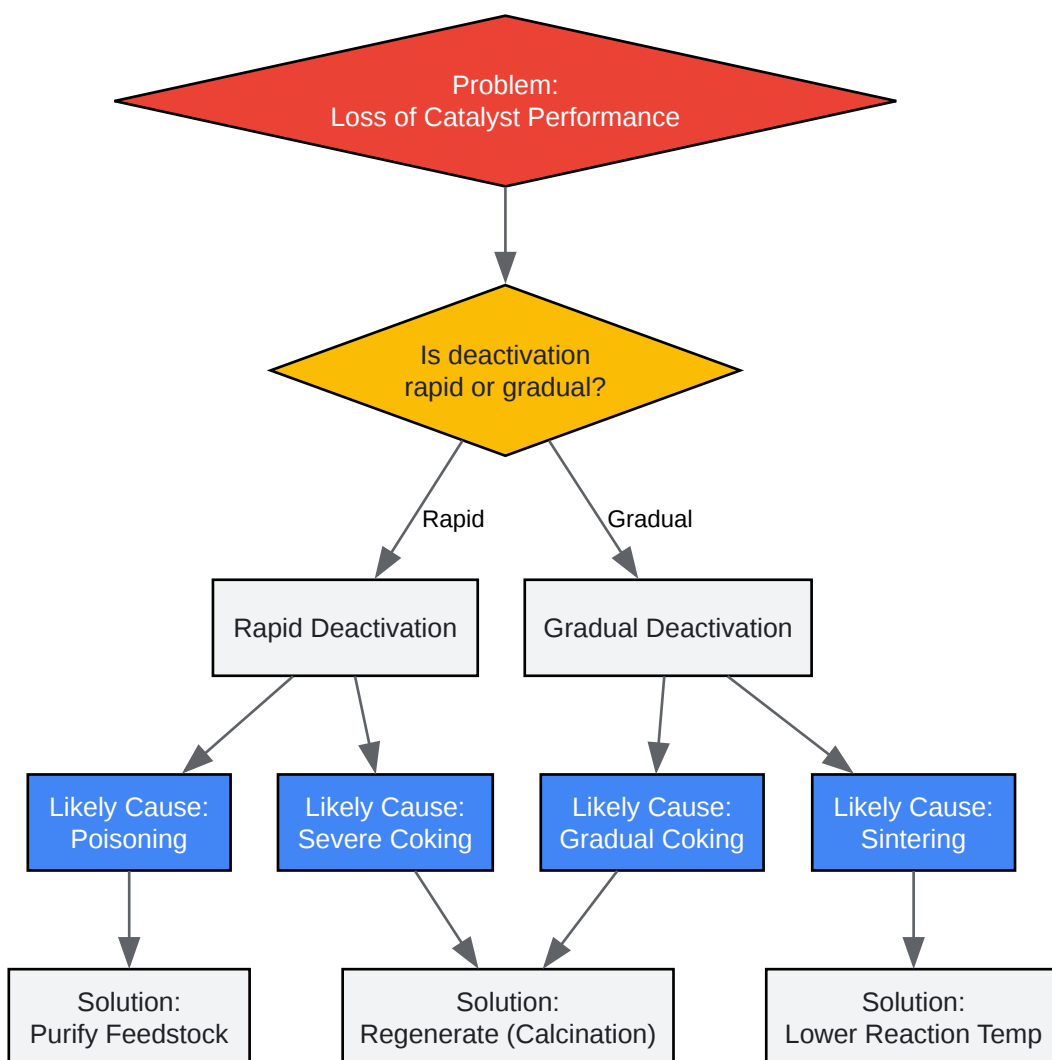 Problem:
Loss of Catalyst Performance
Is deactivation
rapid or gradual?
Rapid
Gradual
Rapid Deactivation
Gradual Deactivation
Likely Cause:
Poisoning
Likely Cause:
Severe Coking
Likely Cause:
Gradual Coking
Likely Cause:
Sintering
Solution:
Purify Feedstock
Solution:
Regenerate (Calcination)
Solution:
Lower Reaction Temp